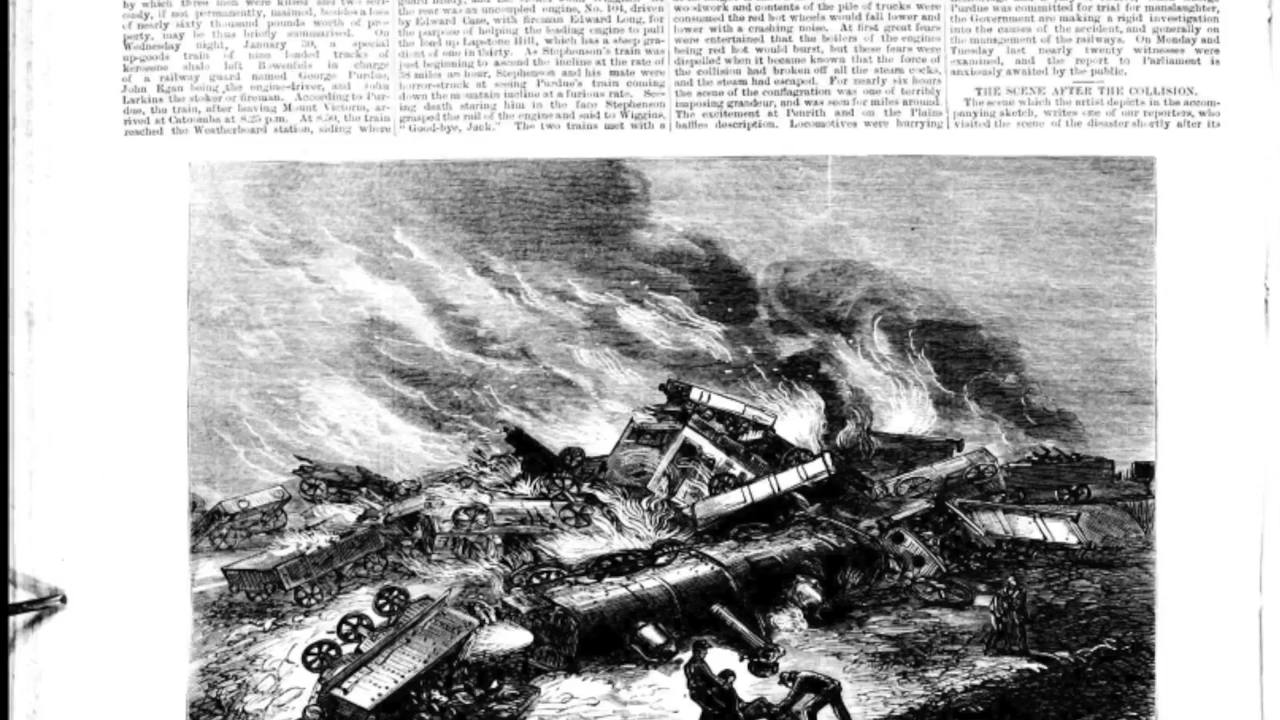 by which three men were killed and two seri-
ously, if not permanently, maimed, besides a loss
of nearly sixty thousand pounds worth of pro-
perty, may be thus briefly summarised. On
Wednesday night, January 30, a special
up-goods train of nine loaded trucks of
kerosene shale left Bowenfels in charge
of a railway guard named George Purdue,
John Egan being the engine-driver, and John
Larkins the stoker or fireman. According to Pur-
due, the train, after leaving Mount Victoria, ar-
rived at Catoomba at 8.25 p.m. At 8.50, the train
reached the Weatherboard station, siding where
the rear was an uncoupled engine, No. driven
by Edward Case, with fireman Edward Long, for
the purpose of helping the leading engine to pull
the load up Lapstone Hill, which has a steep gra-
dient of one in thirty. As Stephenson's train was
just beginning to ascend the incline at the rate of
miles an hour, Stephenson and his mate were
horror-struck at seeing Purdue's train coming
down the mountain incline at a furious rate. See-
ing death staring him in the face Stephenson
grasped the rail of the engine and said to Wiggins,
"Good-bye, Jack." The two trains met with a
woodwork and contents of the pile of trucks were
consumed the red hot wheels would fall lower and
lower with a crashing noise. At first great fears
were entertained that the boilers of the engines
being red hot would burst, but these fears were
dispelled when it became known that the force of
the collision had broken off all the steam cocks,
and the steam had escaped. For nearly six hours
the scene of the conflagration was one of terribly
imposing grandeur, and was seen for miles around.
The excitement at Penrith and on the Plains
baffles description. Locomotives were hurrying
Purdue was committed for trial for manslaughter,
the Government are making a rigid investigation
into the causes of the accident, and generally on
the management of the railways. On Monday and
Tuesday last nearly twenty witnesses were
examined, and the report to Parliament is
anxiously awaited by the public.
THE SCENE AFTER THE COLLISION.
The scene which the artist depicts in the accom-
panying sketch, writes one of our reporters, who
visited the scene of the disaster shortly after its